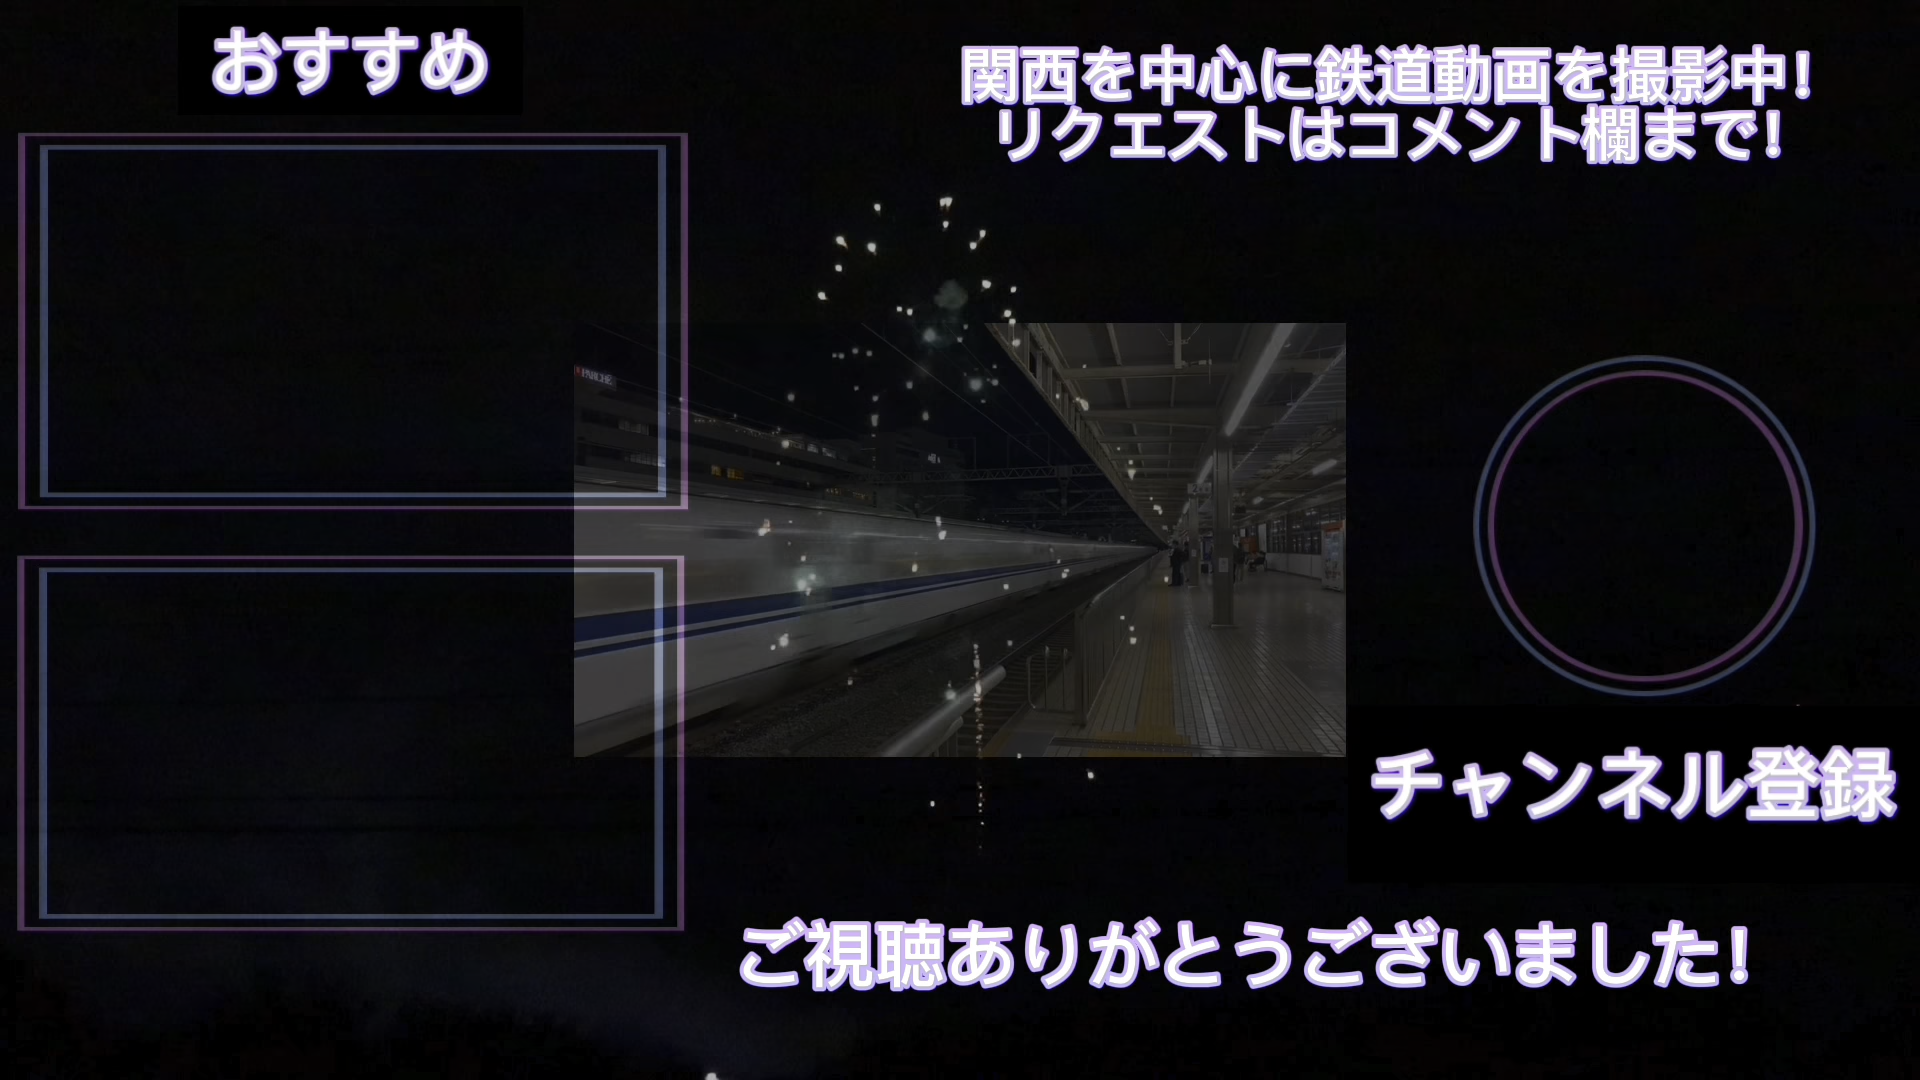 おすすめ
関西を中心に鉄道動画を撮影中!
リクエストはコメント欄まで!
チャンネル登録
ご視聴ありがとうございました!